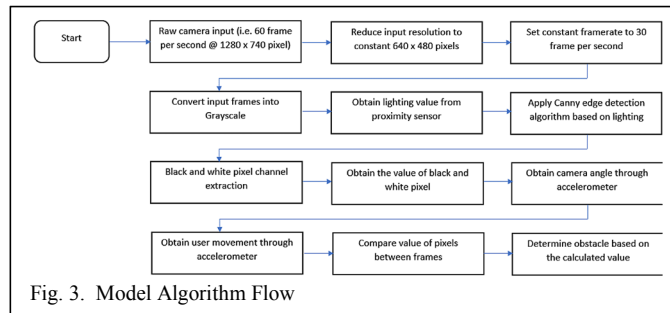 Start
Raw camera input (i.e. 60 frame
per second @ 1280 x 740 pixel)
Reduce input resolution to
constant 640 x 480 pixels
Set constant framerate to 30
frame per second
Convert input frames into
Grayscale
Obtain lighting value from
proximity sensor
Apply Canny edge detection
algorithm based on lighting
Black and white pixel channel
extraction
Obtain the value of black and
white pixel
Obtain camera angle through
accelerometer
Obtain user movement through
accelerometer
Compare value of pixels
between frames
Determine obstacle based on
the calculated value
Fig. 3. Model Algorithm Flow